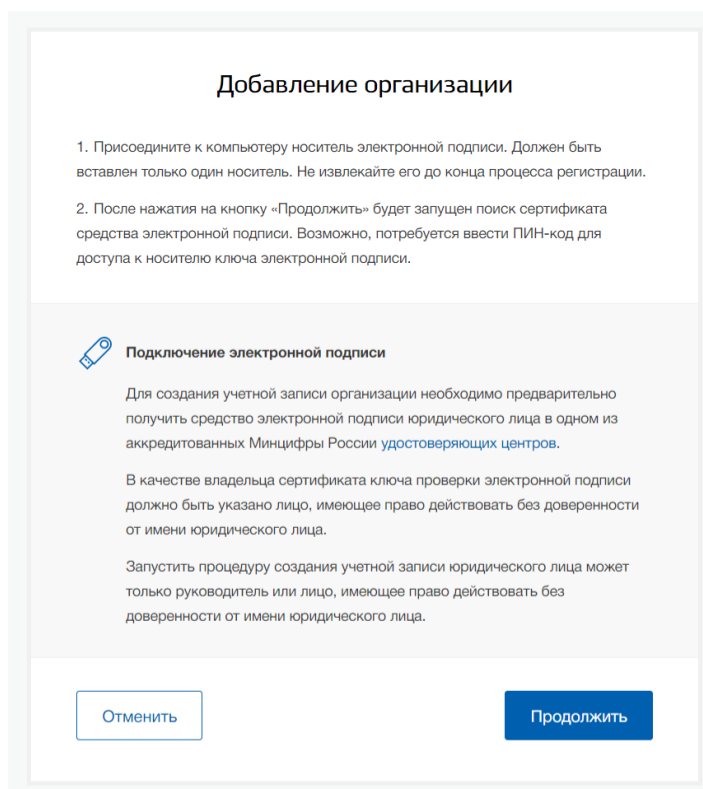 Добавление организации
1. Присоедините к компьютеру носитель электронной подписи. Должен быть
вставлен только один носитель. Не извлекайте его до конца процесса регистрации.
2. После нажатия на кнопку «Продолжить» будет запущен поиск сертификата
средства электронной подписи. Возможно, потребуется ввести ПИН-код для
доступа к носителю ключа электронной подписи.
Подключение электронной подписи
Для создания учетной записи организации необходимо предварительно
получить средство электронной подписи юридического лица в одном из
аккредитованных Минцифры России удостоверяющих центров.
В качестве владельца сертификата ключа проверки электронной подписи
должно быть указано лицо, имеющее право действовать без доверенности
от имени юридического лица.
Запустить процедуру создания учетной записи юридического лица может
только руководитель или лицо, имеющее право действовать без
доверенности от имени юридического лица.
Отменить
Продолжить